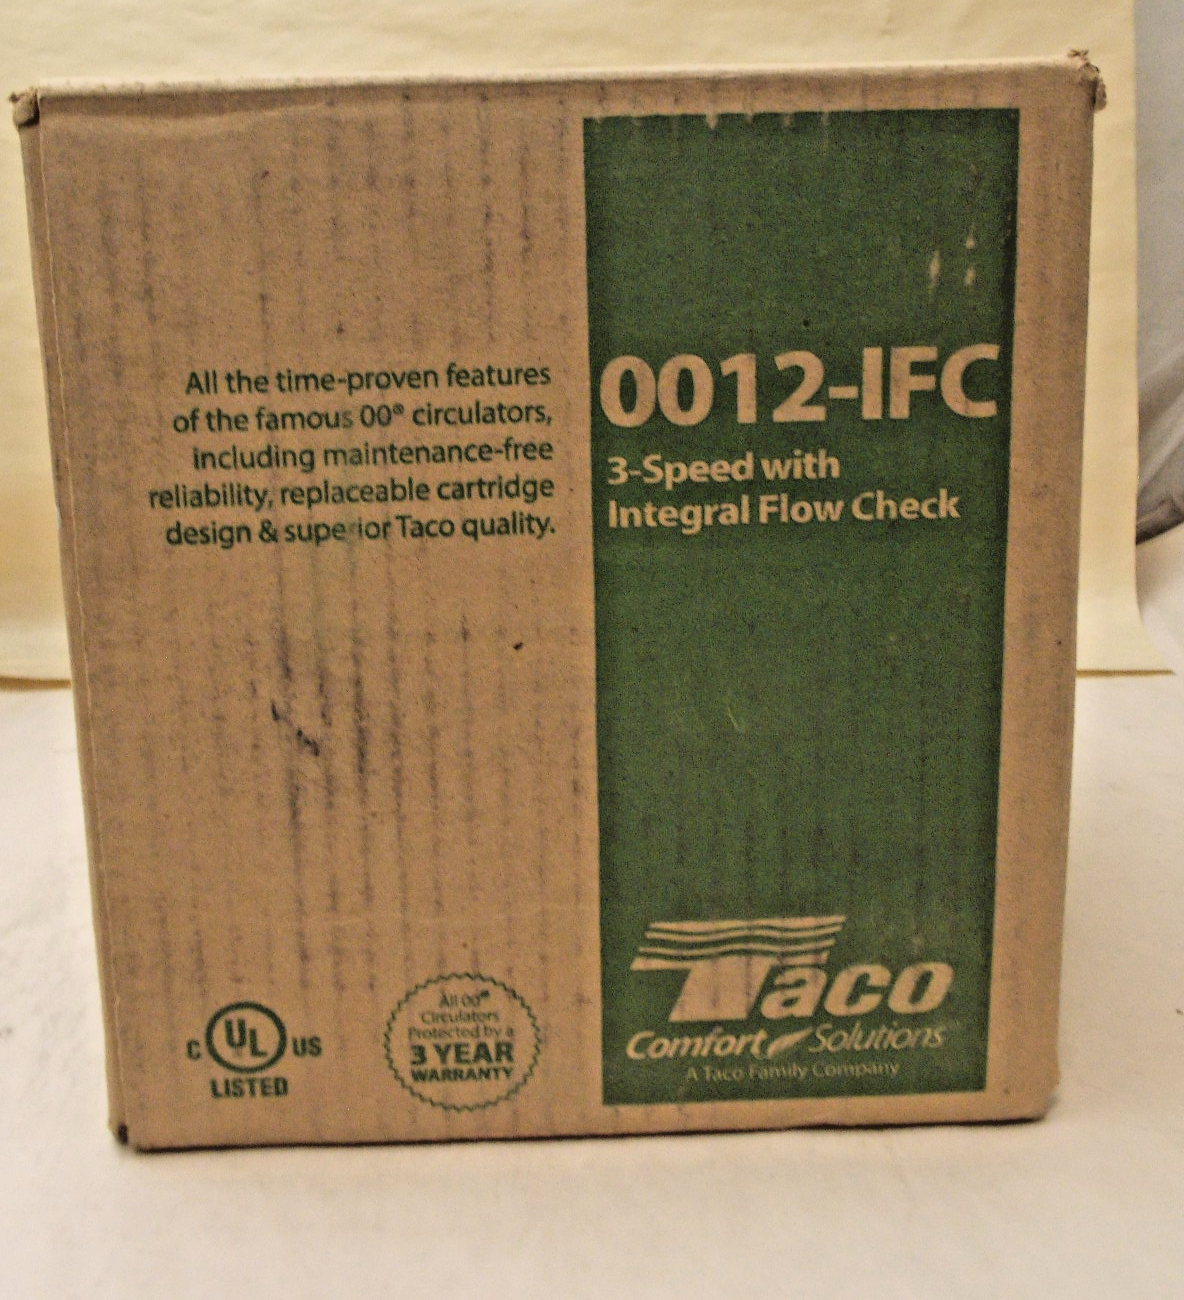 All the time-proven features
of the famous 00® circulators,
including maintenance-free
reliability, replaceable cartridge
design & superior Taco quality.
0012-IFC
3-Speed with
Integral Flow Check
C UL US
LISTED
All 00®
Circulators
Protected by a
3 YEAR
WARRANTY
Taco
Comfort Solutions
A Taco Family Company